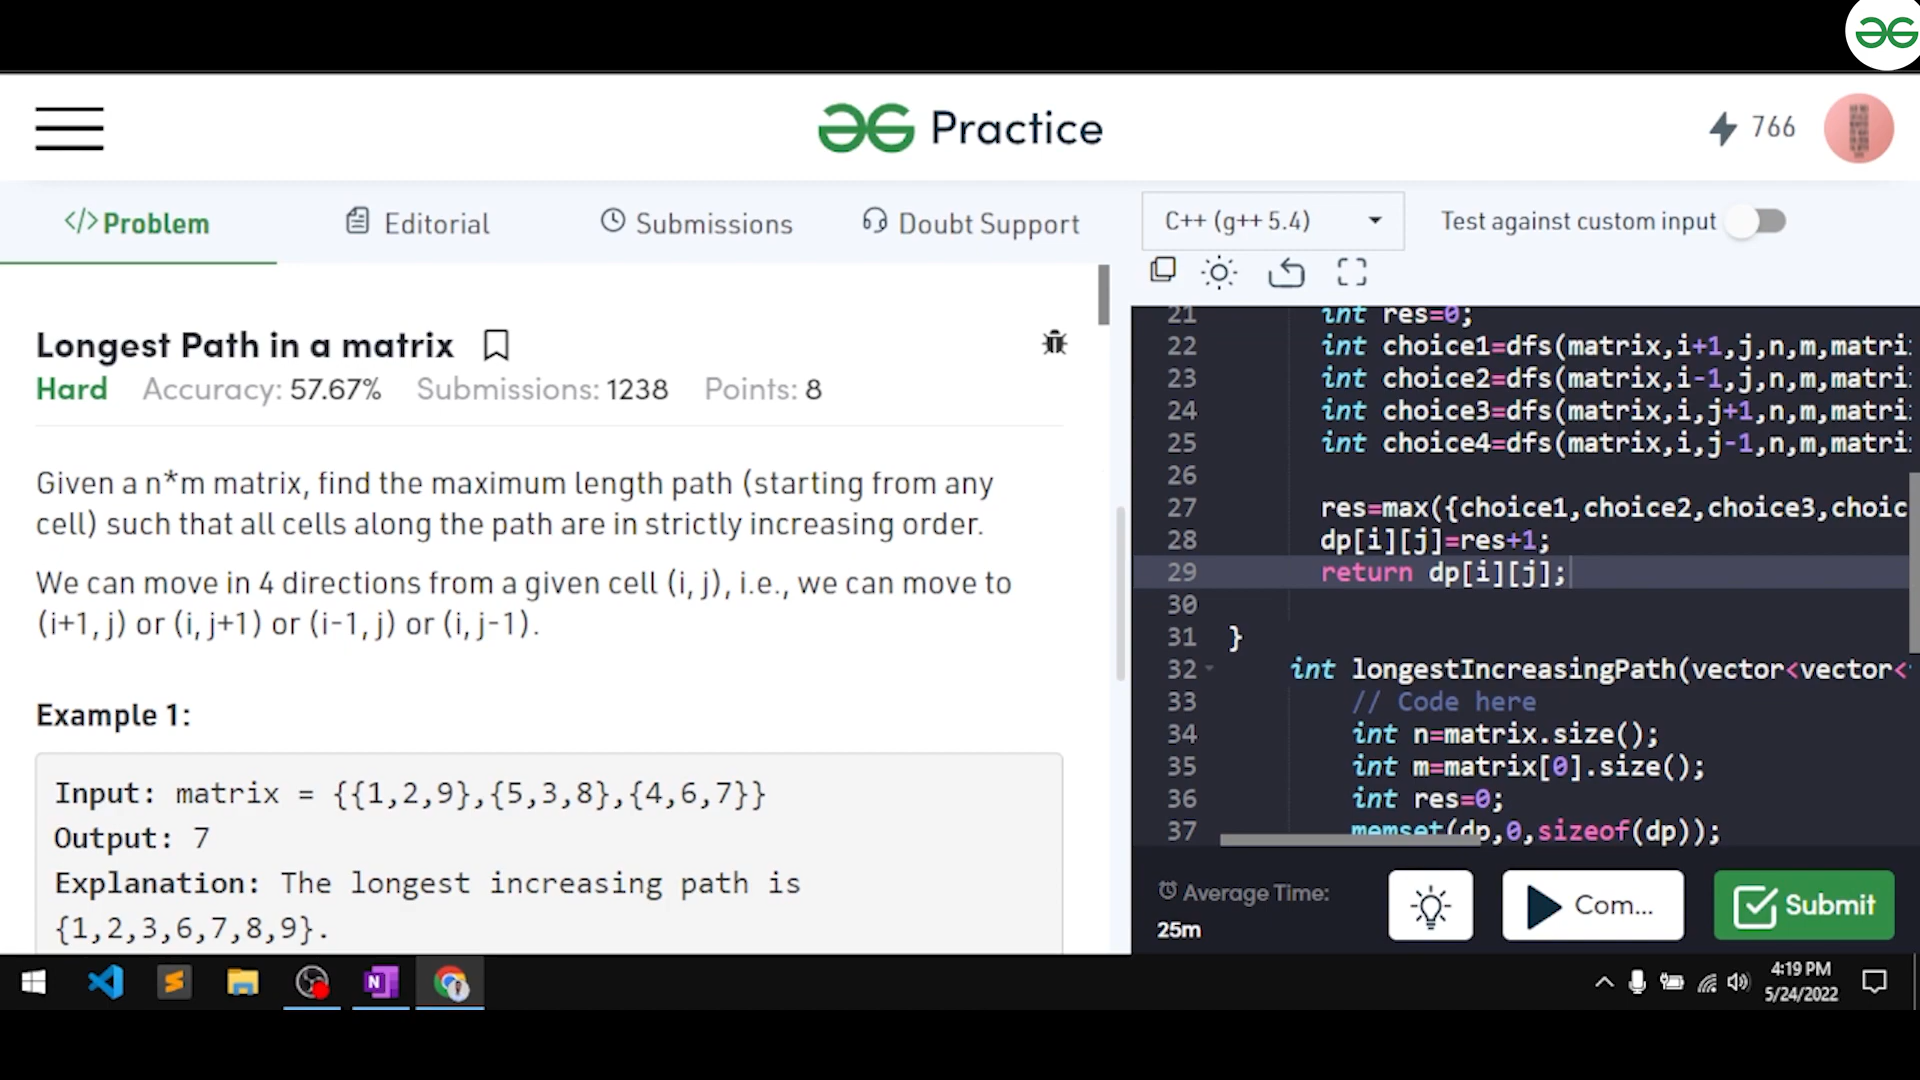 Practice
766
</> Problem
Editorial
Submissions
Doubt Support
C++ (g++ 5.4)
Test against custom input
Longest Path in a matrix
Hard Accuracy: 57.67% Submissions: 1238 Points: 8
Given a n*m matrix, find the maximum length path (starting from any
cell) such that all cells along the path are in strictly increasing order.
We can move in 4 directions from a given cell (i, j), i.e., we can move to
(i+1, j) or (i, j+1) or (i-1, j) or (i, j-1).
Example 1:
Input: matrix = {{1,2,9},{5,3,8},{4,6,7}}
Output: 7
Explanation: The longest increasing path is
{1,2,3,6,7,8,9}.
21 int res=0;
22 int choice1=dfs(matrix,i+1,j,n,m,matri
23 int choice2=dfs(matrix,i-1,j,n,m,matri
24 int choice3=dfs(matrix,i,j+1,n,m,matri
25 int choice4=dfs(matrix,i,j-1,n,m,matri
26
27 res=max({choice1,choice2,choice3,choic
28 dp[i][j]=res+1;
29 return dp[i][j];
30
31 }
32 int longestIncreasingPath(vector<vector<
33 // Code here
34 int n=matrix.size();
35 int m=matrix[0].size();
36 int res=0;
37 memset(dp,0,sizeof(dp));
Average Time:
25m
Com...
Submit
4:19 PM
5/24/2022